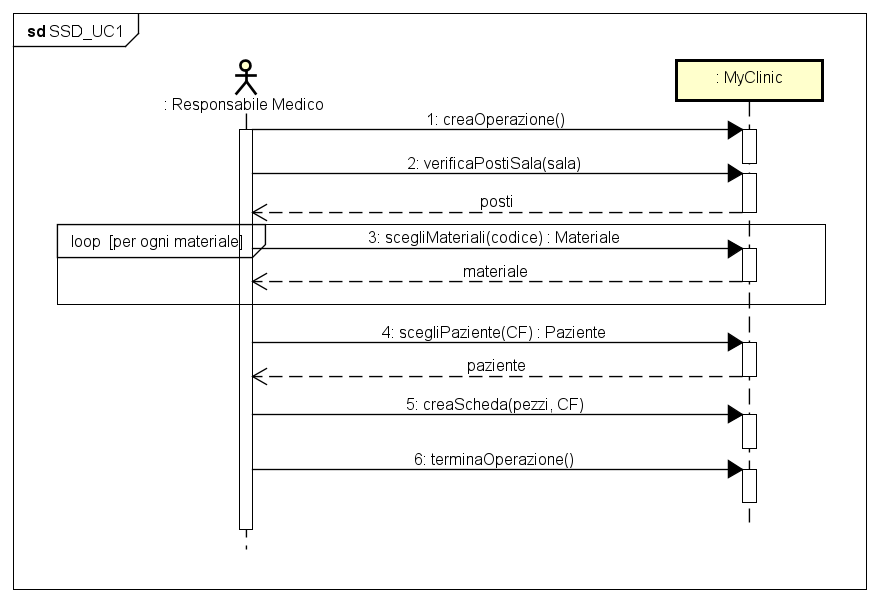 sd SSD_UC1
: Responsabile Medico
: MyClinic
1: creaOperazione()
2: verificaPostiSala(sala)
posti
loop [per ogni materiale]
3: scegliMateriali(codice) : Materiale
materiale
4: scegliPaziente(CF) : Paziente
paziente
5: creaScheda(pezzi, CF)
6: terminaOperazione()